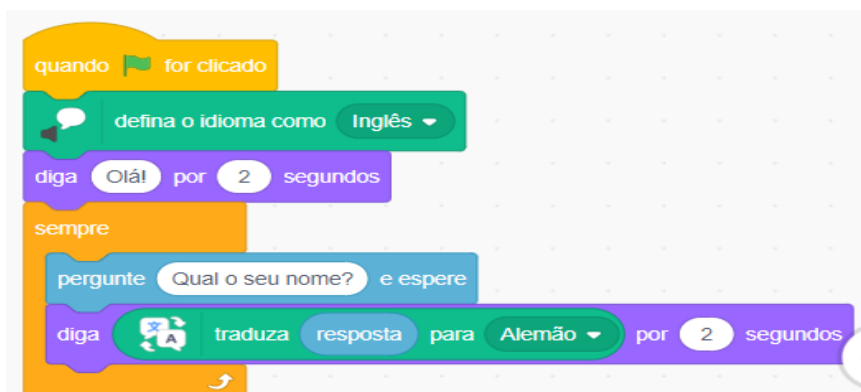 quando for clicado
defina o idioma como Inglês
diga Olá! por 2 segundos
sempre
pergunte Qual o seu nome? e espere
diga traduza resposta para Alemão por 2 segundos